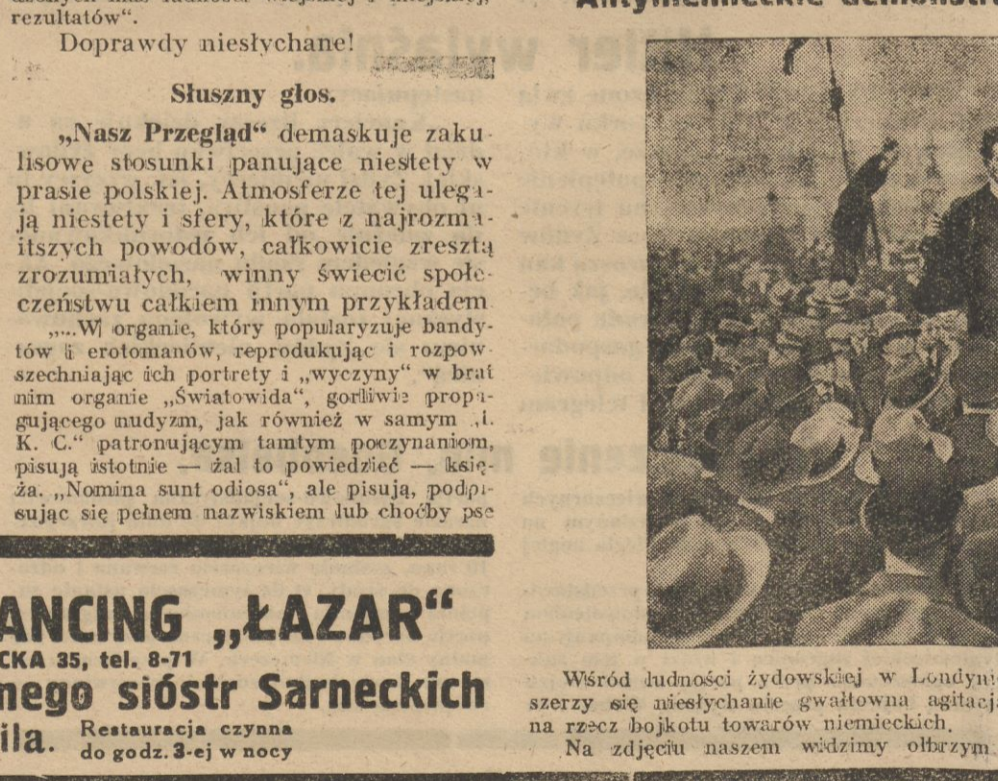 rezultatów“.
Doprawdy niesłychane!
Słuszny głos.
„Nasz Przegląd“ demaskuje zaku-
lisowe stosunki panujące niestety w
prasie polskiej. Atmosferze tej ulega-
ją niestety i sfery, które z najrozma-
itszych powodów, całkowicie zresztą
zrozumiałych, winny świecić społe-
czeństwu całkiem innym przykładem
„...W organie, który popularyzuje bandy-
tów i erotomanów, reprodukując i rozpow
szechniając ich portrety i „wyczyny“ w brat
nim organie „Światowida“, gorliwie propa-
gującego nudyzm, jak również w samym „I.
K. C.“ patronującym tamtym poczynaniom,
pisują istotnie — żal to powiedzieć — księ-
ża. „Nomina sunt odiosa“, ale pisują, podpi-
sując się pełnem nazwiskiem lub choćby pse
ANCING „ŁAZAR“
CKA 35, tel. 8-71
nego sióstr Sarneckich
ila. Restauracja czynna
do godz. 3-ej w nocy
Antyniemieckie demonstr
Wśród ludności żydowskiej w Londyni
szerzy się niesłychanie gwałtowna agitacja
na rzecz bojkotu towarów niemieckich.
Na zdjęciu naszem widzimy olbrzym